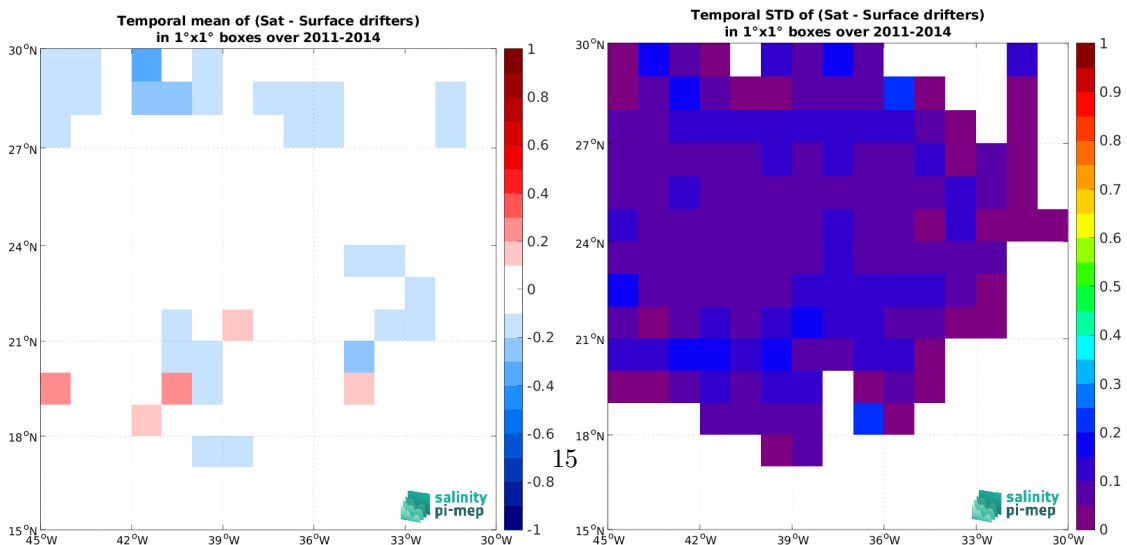 Temporal mean of (Sat - Surface drifters)
in 1°x1° boxes over 2011-2014
30°N
27°N
24°N
21°N
18°N
15°N
45°W
42°W
39°W
36°W
33°W
30°W
1
0.8
0.6
0.4
0.2
0
-0.2
-0.4
-0.6
-0.8
-1
salinity
pi-mep
15
Temporal STD of (Sat - Surface drifters)
in 1°x1° boxes over 2011-2014
30°N
27°N
24°N
21°N
18°N
15°N
45°W
42°W
39°W
36°W
33°W
30°W
1
0.9
0.8
0.7
0.6
0.5
0.4
0.3
0.2
0.1
0
salinity
pi-mep